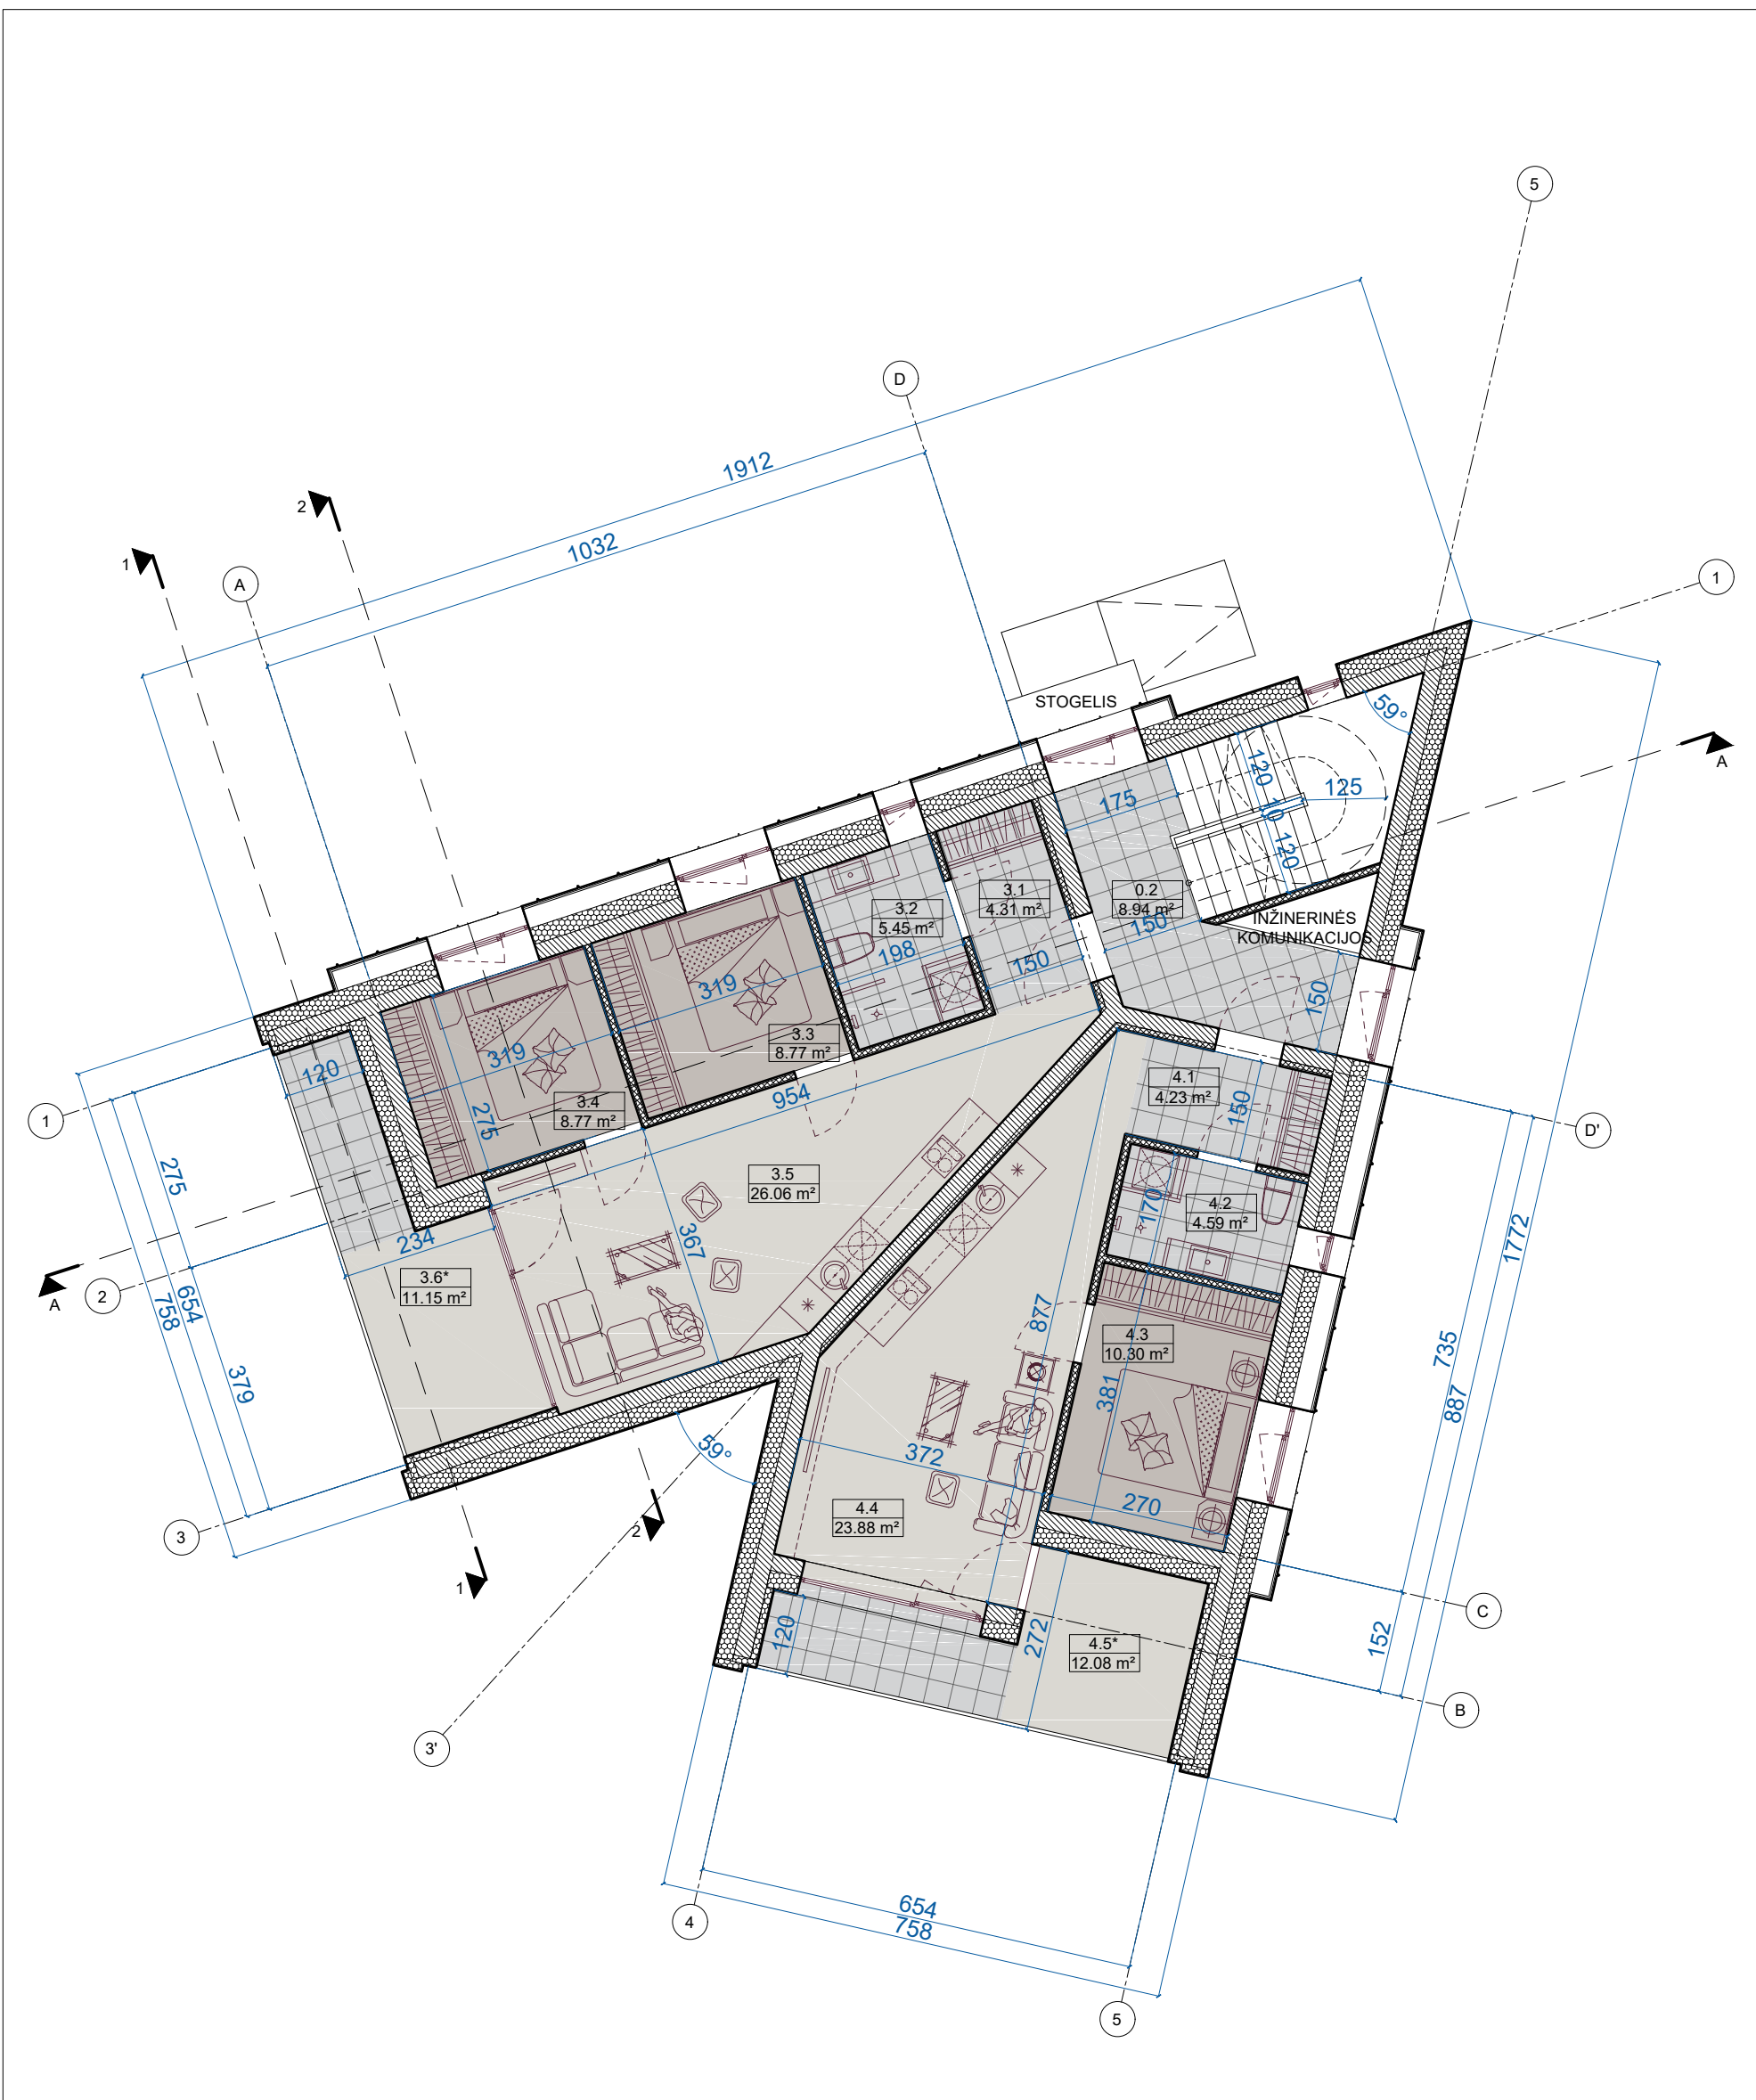 5
D
1912
2
1032
1
A
1
STOGELIS
59°
A
120
125
175
10
120
3.1
4.31 m²
0.2
8.94 m²
3.2
5.45 m²
150
INŽINERINĖS
KOMUNIKACIJOS
198
150
319
150
3.3
8.77 m²
319
120
954
3.4
8.77 m²
275
4.1
4.23 m²
150
1
D'
275
3.5
26.06 m²
170
4.2
4.59 m²
234
367
1772
3.6*
11.15 m²
2
A
654
758
877
4.3
10.30 m²
735
379
381
887
59°
372
270
4.4
23.88 m²
3
2
1
C
120
272
4.5*
12.08 m²
152
B
3'
654
758
4
5